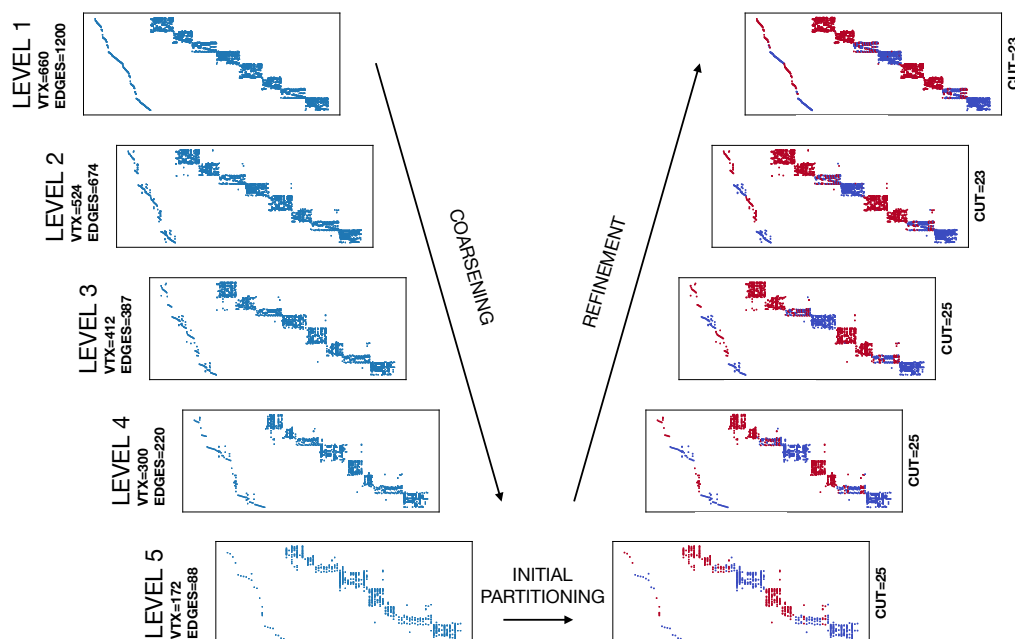 LEVEL 1
VTX=660
EDGES=1200
CUT=23
LEVEL 2
VTX=524
EDGES=674
CUT=23
COARSENING
REFINEMENT
LEVEL 3
VTX=412
EDGES=387
CUT=25
LEVEL 4
VTX=300
EDGES=220
CUT=25
LEVEL 5
VTX=172
EDGES=88
INITIAL
PARTITIONING
CUT=25